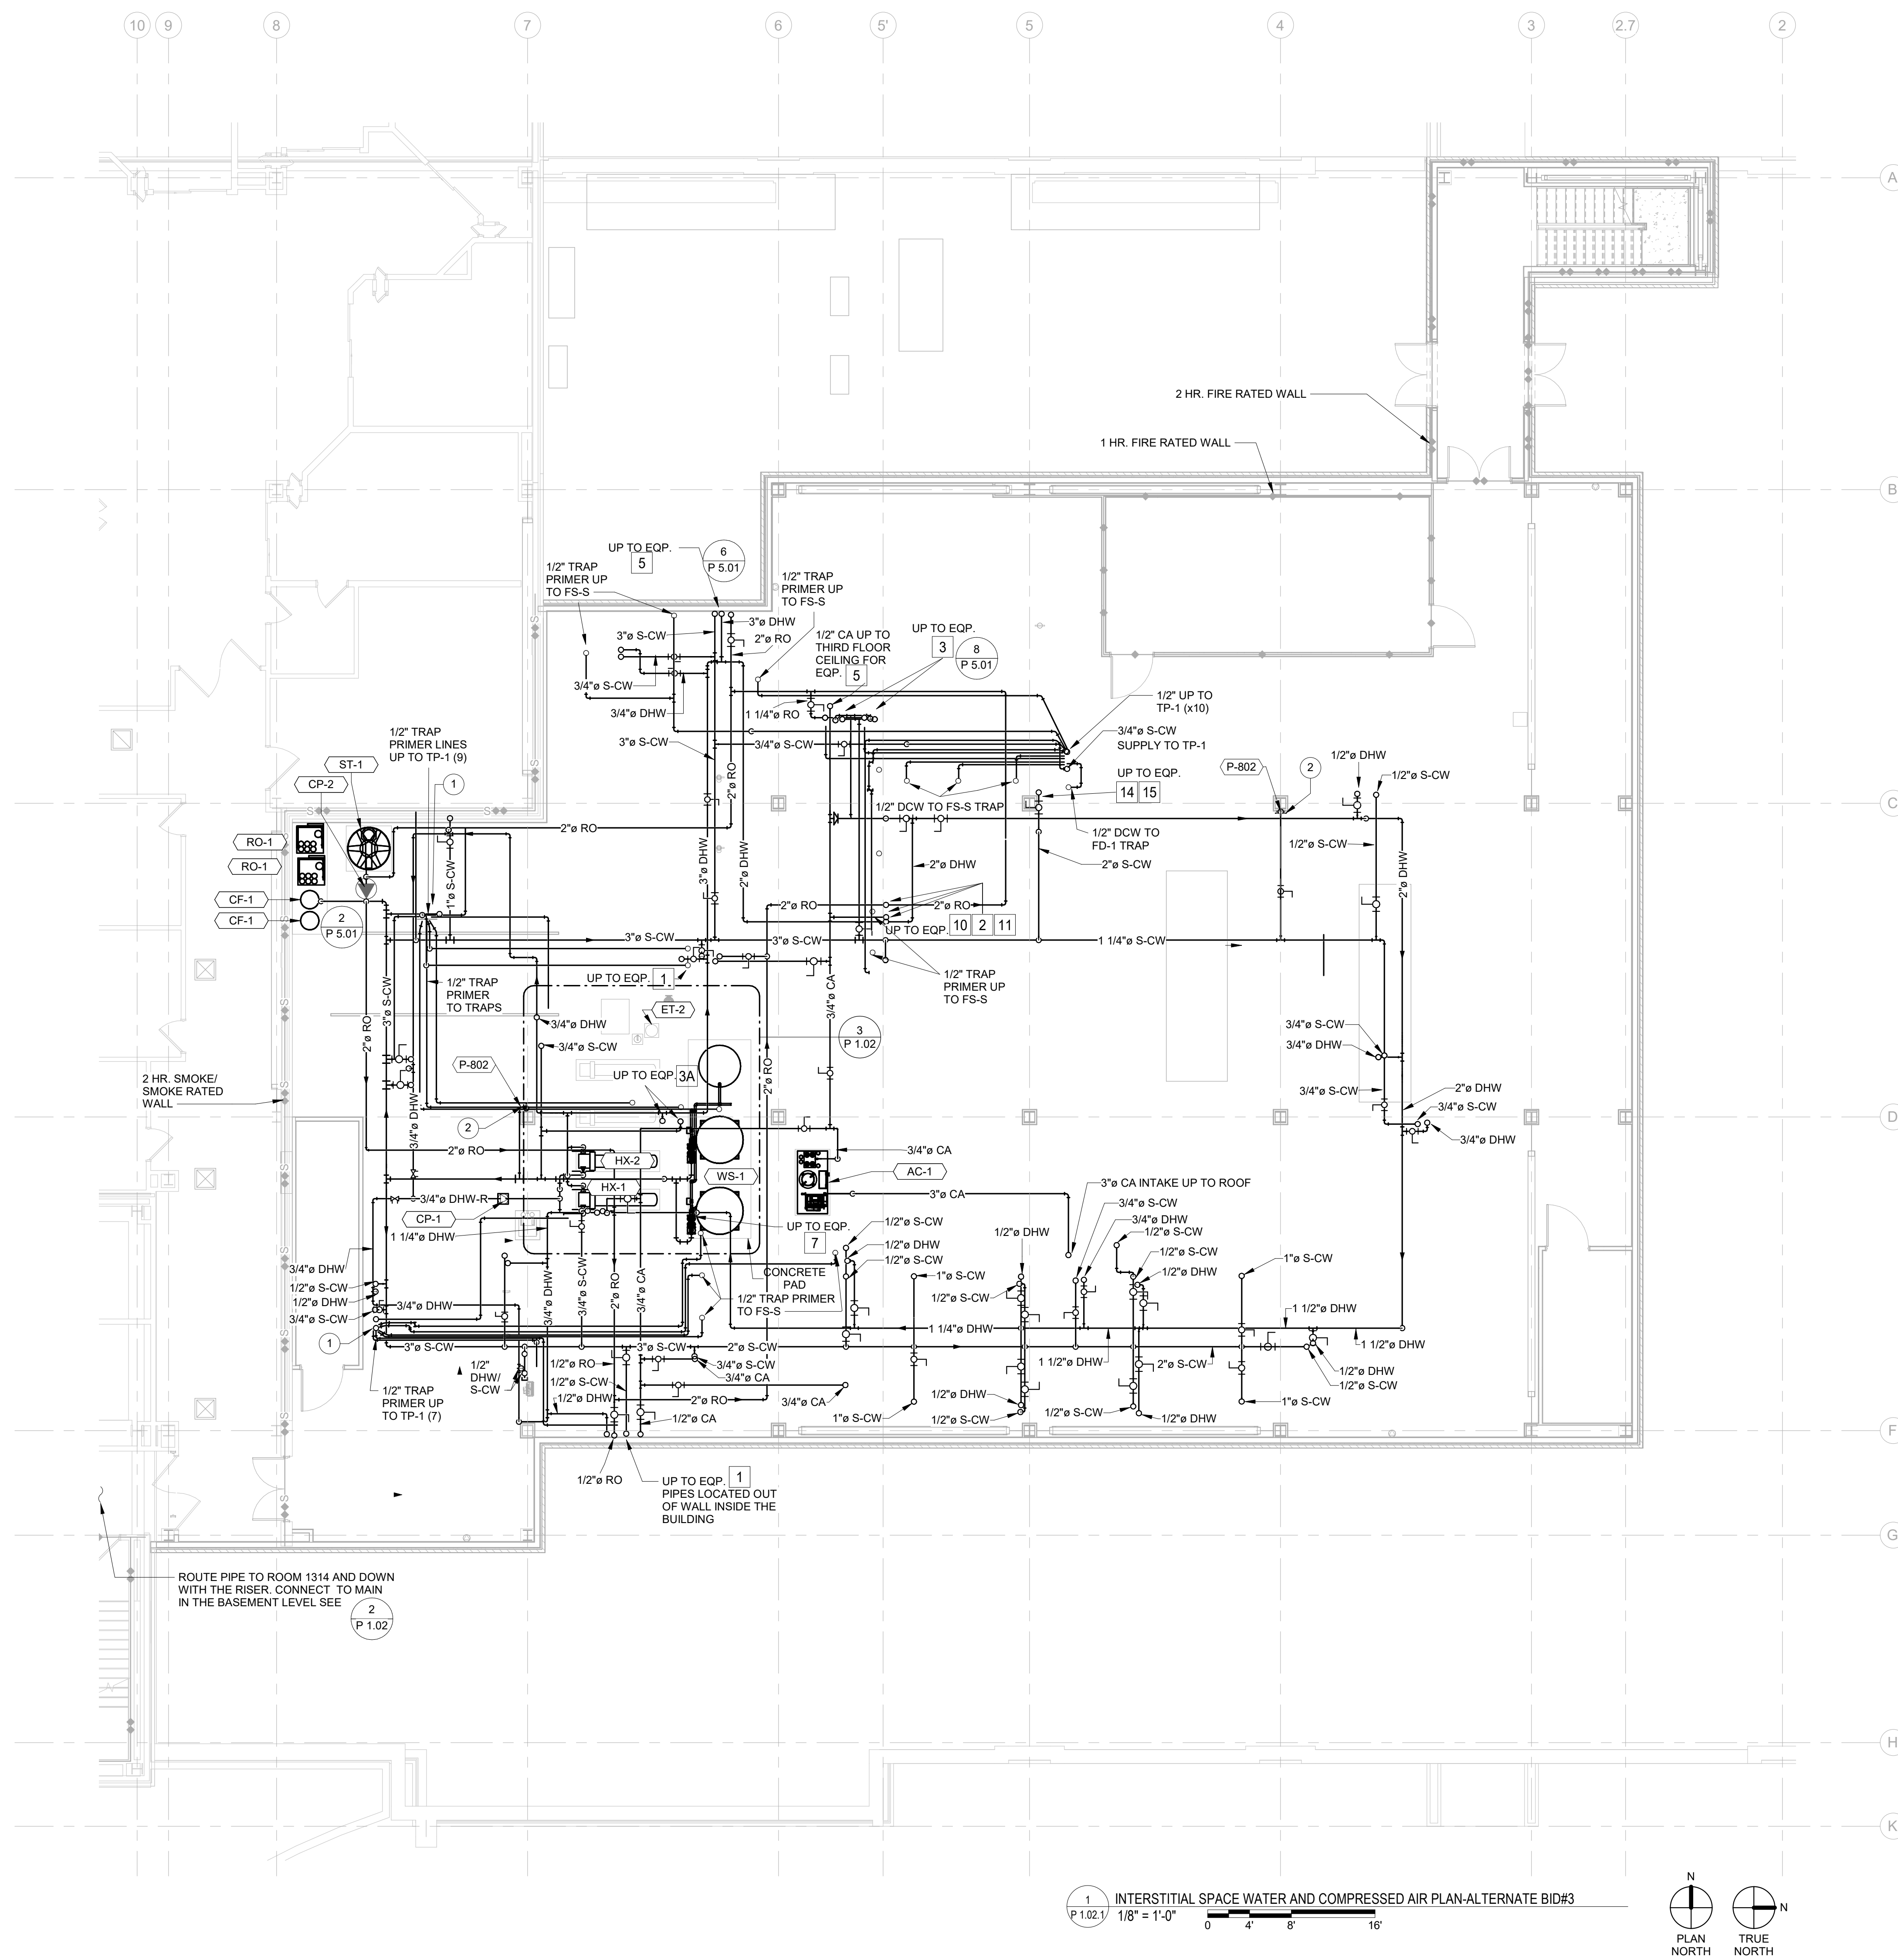 10
9
8
7
6
5'
5
4
3
2.7
2
A
B
C
D
F
G
H
K
2 HR. FIRE RATED WALL
1 HR. FIRE RATED WALL
UP TO EQP.
5
6
P 5.01
1/2" TRAP
PRIMER UP
TO FS-S
1/2" TRAP
PRIMER UP
TO FS-S
3"ø DHW
3"ø S-CW
2"ø RO
1/2" CA UP TO
THIRD FLOOR
CEILING FOR
EQP.
5
UP TO EQP.
3
8
P 5.01
3/4"ø S-CW
3/4"ø DHW
1 1/4"ø RO
1/2" UP TO
TP-1 (x10)
3/4"ø S-CW
SUPPLY TO TP-1
3"ø S-CW
3/4"ø S-CW
1/2" TRAP
PRIMER LINES
UP TO TP-1 (9)
1
ST-1
CP-2
UP TO EQP.
14
15
P-802
2
1/2"ø DHW
1/2"ø S-CW
2"ø RO
1/2" DCW TO FS-S TRAP
2"ø RO
1/2" DCW TO
FD-1 TRAP
RO-1
RO-1
1"ø S-CW
3"ø DHW
2"ø DHW
2"ø DHW
2"ø S-CW
1/2"ø S-CW
2"ø DHW
CF-1
CF-1
2
P 5.01
2"ø RO
2"ø RO
10
2
11
UP TO EQP.
3"ø S-CW
3"ø S-CW
1 1/4"ø S-CW
UP TO EQP.
1
1/2" TRAP
PRIMER
TO TRAPS
1/2" TRAP
PRIMER UP
TO FS-S
3/4"ø CA
2"ø RO
3"ø S-CW
ET-2
3/4"ø DHW
3/4"ø S-CW
3
P 1.02
3/4"ø S-CW
3/4"ø DHW
P-802
2
UP TO EQP.
3A
2"ø RO
3/4"ø S-CW
2"ø DHW
3/4"ø S-CW
3/4"ø DHW
2 HR. SMOKE/
SMOKE RATED
WALL
3/4"ø DHW
2"ø RO
HX-2
WS-1
3/4"ø CA
AC-1
HX-1
3/4"ø DHW-R
CP-1
3"ø CA
3"ø CA INTAKE UP TO ROOF
1 1/4"ø DHW
UP TO EQP.
7
1/2"ø S-CW
1/2"ø DHW
1/2"ø S-CW
1/2"ø DHW
3/4"ø S-CW
3/4"ø DHW
1/2"ø S-CW
1/2"ø S-CW
1/2"ø DHW
1"ø S-CW
1"ø S-CW
1/2"ø S-CW
CONCRETE
PAD
1/2" TRAP PRIMER
TO FS-S
3/4"ø DHW
1/2"ø S-CW
1/2"ø DHW
3/4"ø S-CW
3/4"ø DHW
3/4"ø DHW
3/4"ø S-CW
2"ø RO
3/4"ø CA
1
1 1/4"ø DHW
1 1/2"ø DHW
1 1/2"ø DHW
3"ø S-CW
3"ø S-CW
2"ø S-CW
1 1/2"ø DHW
2"ø S-CW
1/2"
DHW/
S-CW
1/2"ø RO
1/2"ø S-CW
1/2"ø DHW
3/4"ø S-CW
3/4"ø CA
2"ø RO
3/4"ø CA
1/2"ø CA
1"ø S-CW
1/2"ø DHW
1/2"ø S-CW
1/2"ø S-CW
1/2"ø DHW
1"ø S-CW
1/2"ø DHW
1/2"ø S-CW
1/2" TRAP
PRIMER UP
TO TP-1 (7)
1/2"ø RO
UP TO EQP.
1
PIPES LOCATED OUT
OF WALL INSIDE THE
BUILDING
ROUTE PIPE TO ROOM 1314 AND DOWN
WITH THE RISER. CONNECT TO MAIN
IN THE BASEMENT LEVEL SEE
2
P 1.02
1
P 1.02.1
INTERSTITIAL SPACE WATER AND COMPRESSED AIR PLAN-ALTERNATE BID#3
1/8" = 1'-0"
0
4'
8'
16'
N
PLAN
NORTH
N
TRUE
NORTH